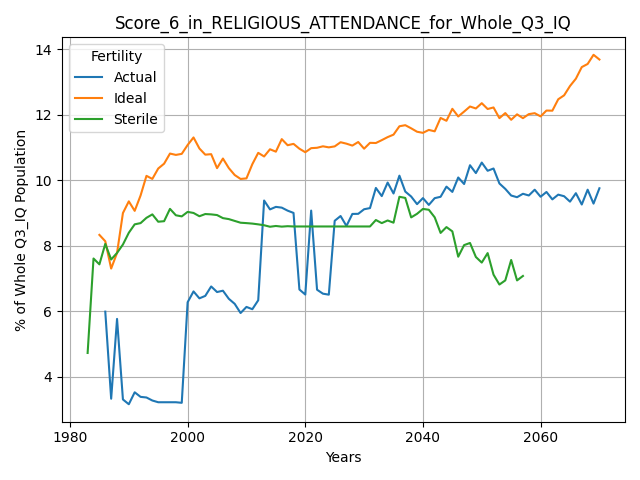 Score_6_in_RELIGIOUS_ATTENDANCE_for_Whole_Q3_IQ
Fertility
Actual
Ideal
Sterile
% of Whole Q3_IQ Population
14
12
10
8
6
4
1980
2000
2020
2040
2060
Years